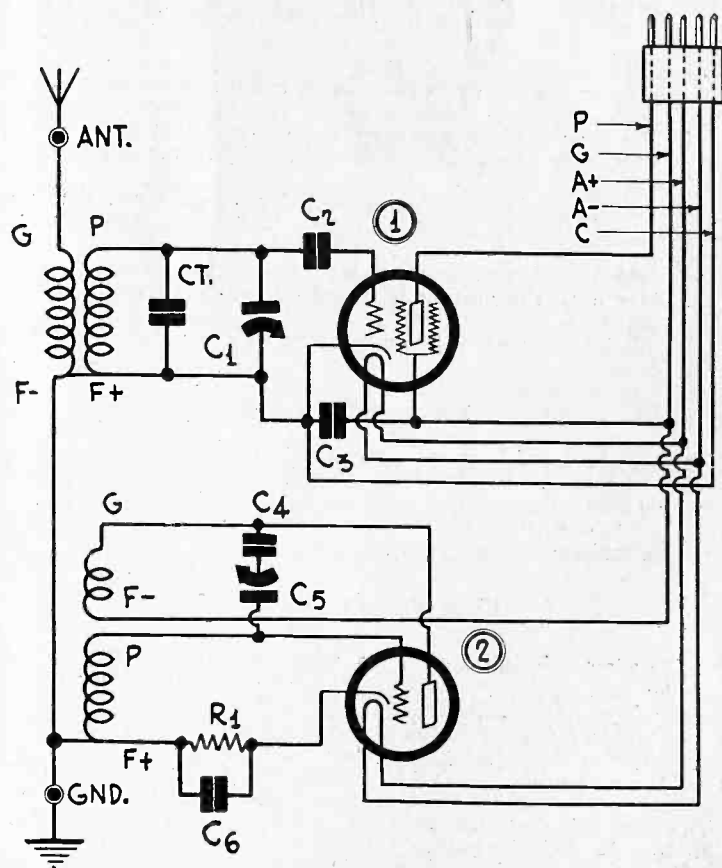 P
G
A+
A-
C
ANT.
G
P
CT.
C1
C2
1
F-
F+
C3
G
C4
F-
C5
P
2
R1
F+
C6
GND.